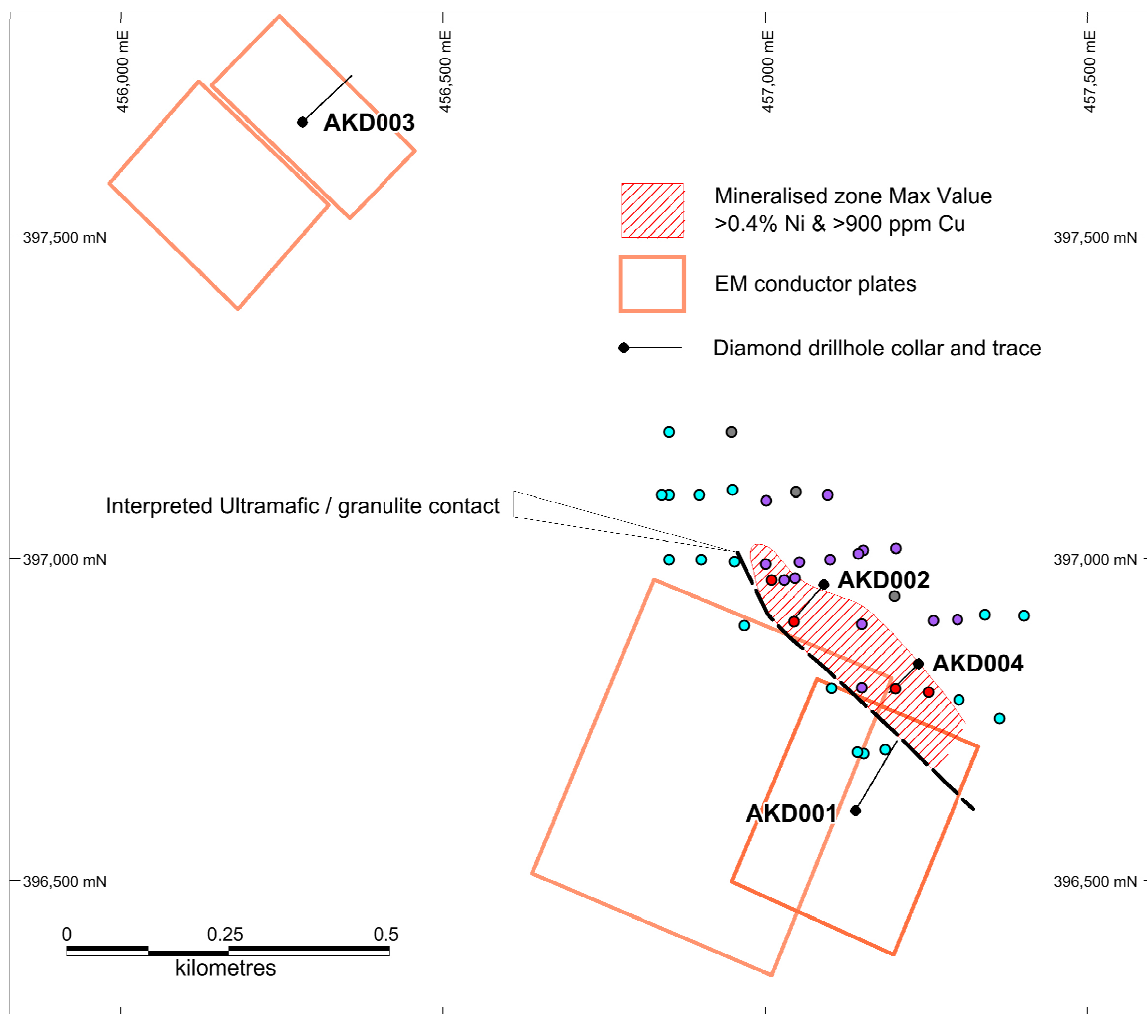 456,000 mE
456,500 mE
457,000 mE
457,500 mE
AKD003
Mineralised zone Max Value
>0.4% Ni & >900 ppm Cu
397,500 mN
397,500 mN
EM conductor plates
Diamond drillhole collar and trace
Interpreted Ultramafic / granulite contact
397,000 mN
397,000 mN
AKD002
AKD004
AKD001
396,500 mN
396,500 mN
0 0.25 0.5
kilometres